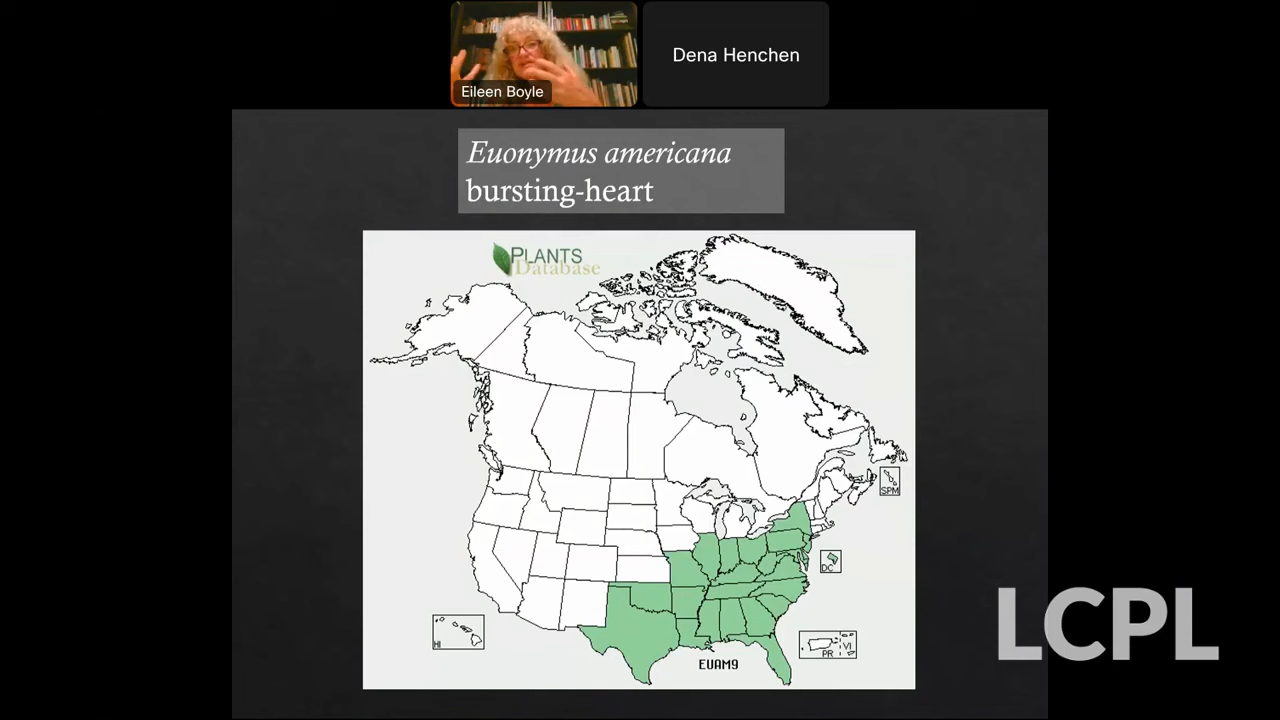 Eileen Boyle
Dena Henchen
Euonymus americana
bursting-heart
PLANTS
Database
SPM
DC
HI
PR
VI
EUAM9
LCPL